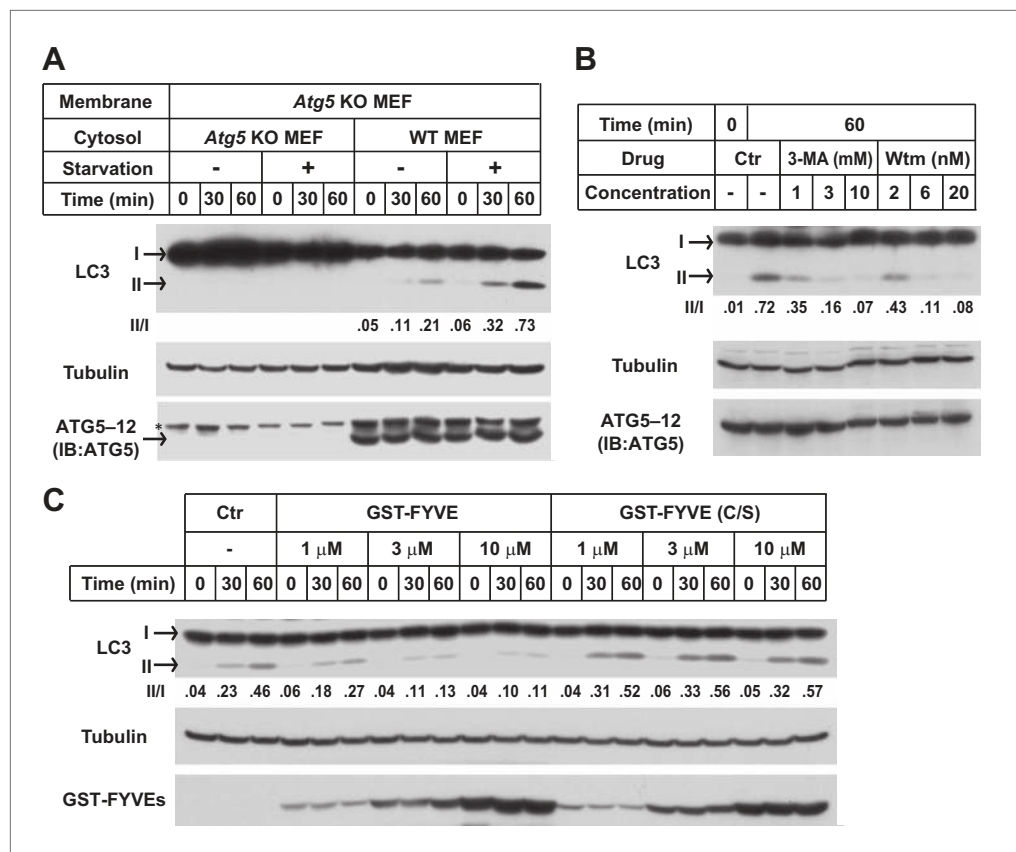 A
Membrane Atg5 KO MEF
Cytosol Atg5 KO MEF WT MEF
Starvation - + - +
Time (min) 0 30 60 0 30 60 0 30 60 0 30 60
I
LC3
II
II/I .05 .11 .21 .06 .32 .73
Tubulin
ATG5–12 *
(IB:ATG5)
B
Time (min) 0 60
Drug Ctr 3-MA (mM) Wtm (nM)
Concentration - - 1 3 10 2 6 20
I
LC3
II
II/I .01 .72 .35 .16 .07 .43 .11 .08
Tubulin
ATG5–12
(IB:ATG5)
C
Ctr GST-FYVE GST-FYVE (C/S)
- 1 μM 3 μM 10 μM 1 μM 3 μM 10 μM
Time (min) 0 30 60 0 30 60 0 30 60 0 30 60 0 30 60 0 30 60 0 30 60
I
LC3
II
II/I .04 .23 .46 .06 .18 .27 .04 .11 .13 .04 .10 .11 .04 .31 .52 .06 .33 .56 .05 .32 .57
Tubulin
GST-FYVEs